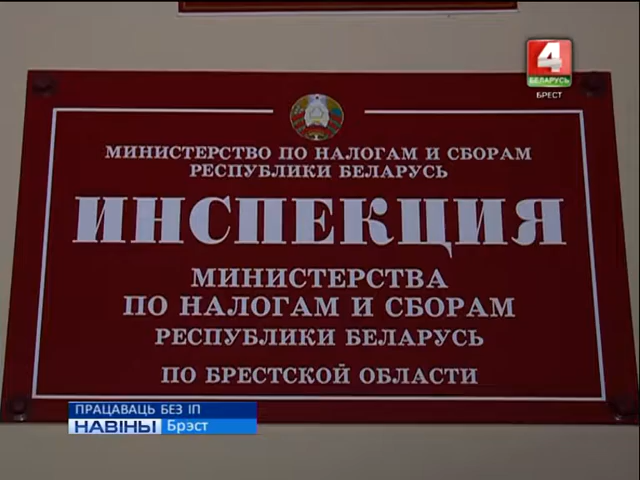 4
БЕЛАРУСЬ
БРЕСТ
МИНИСТЕРСТВО ПО НАЛОГАМ И СБОРАМ
РЕСПУБЛИКИ БЕЛАРУСЬ
ИНСПЕКЦИЯ
МИНИСТЕРСТВА
ПО НАЛОГАМ И СБОРАМ
РЕСПУБЛИКИ БЕЛАРУСЬ
ПО БРЕСТСКОЙ ОБЛАСТИ
ПРАЦАВАЦЬ БЕЗ ІП
НАВІНЫ Брэст